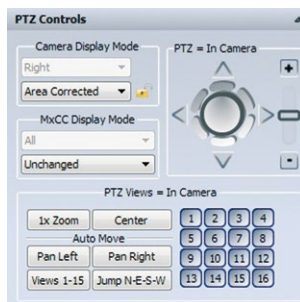 PTZ Controls
Camera Display Mode
Right
Area Corrected
MxCC Display Mode
All
Unchanged
PTZ = In Camera
+
-
PTZ Views = In Camera
1x Zoom Center
Auto Move
Pan Left Pan Right
Views 1-15 Jump N-E-S-W
1 2 3 4
5 6 7 8
9 10 11 12
13 14 15 16